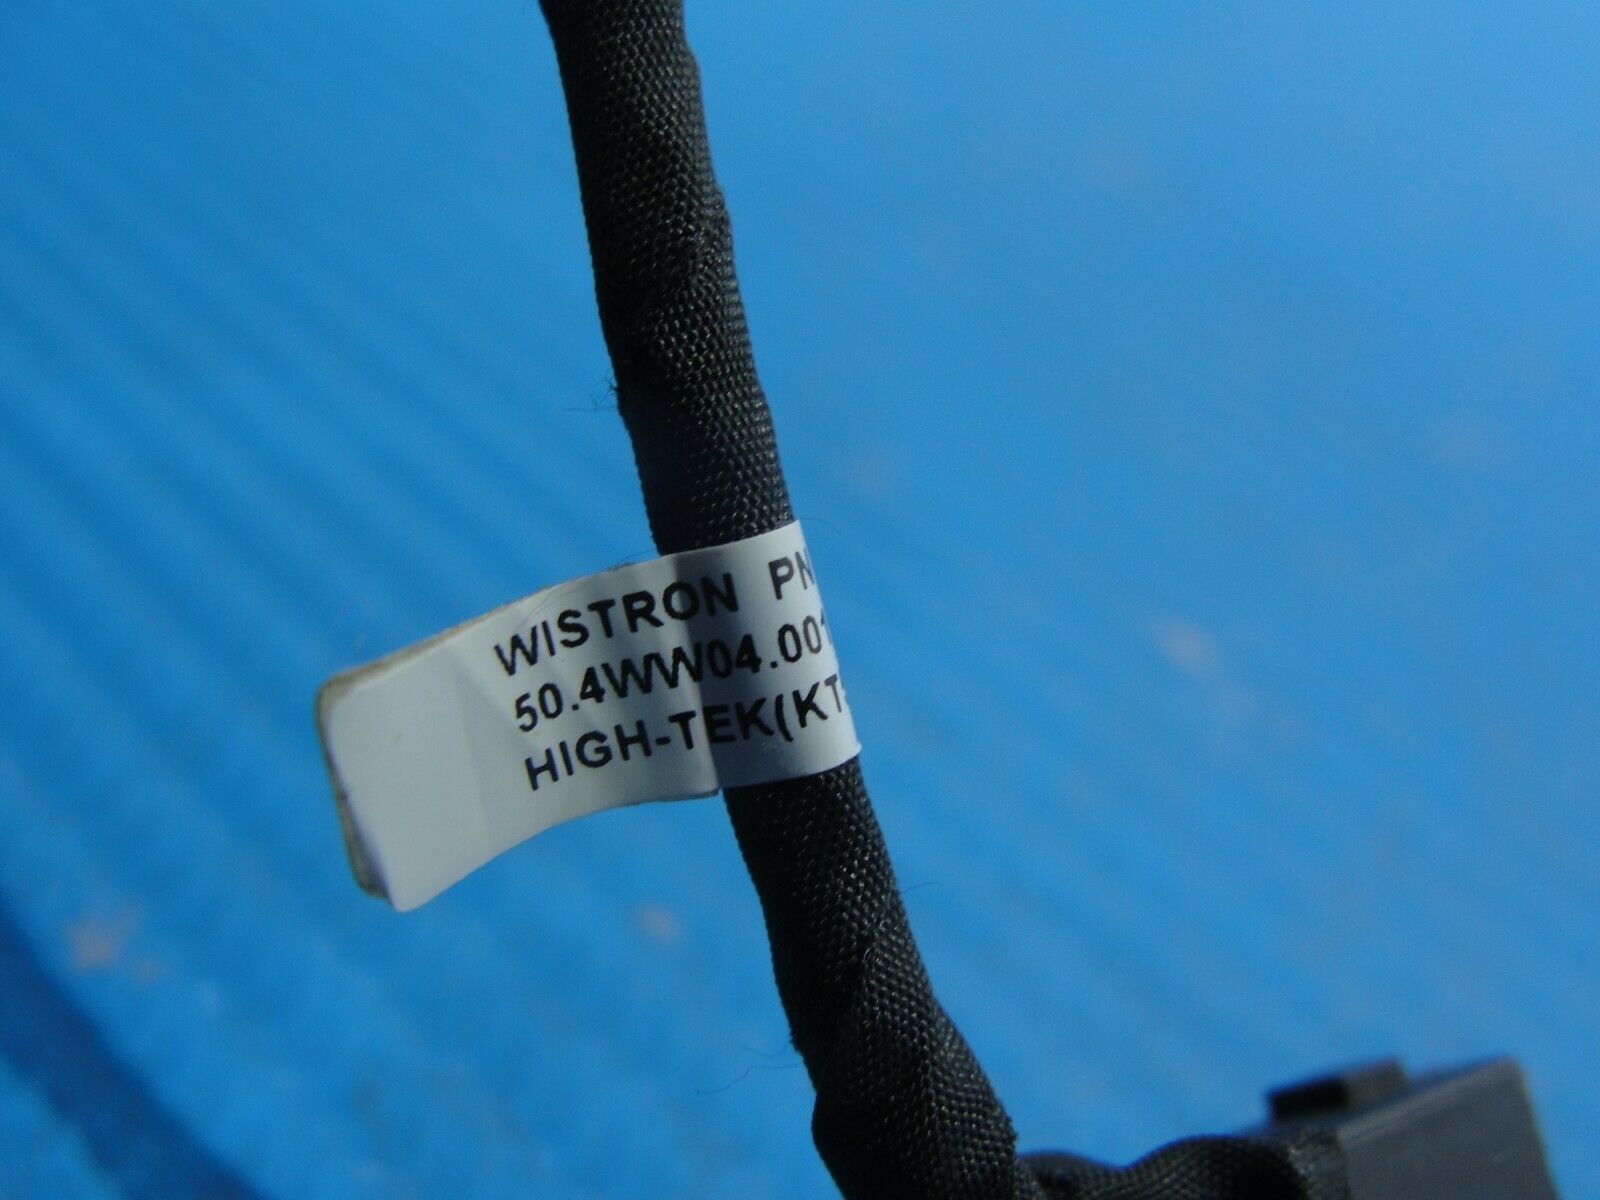 WISTRON PN
50.4WW04.001
HIGH-TEK(KT